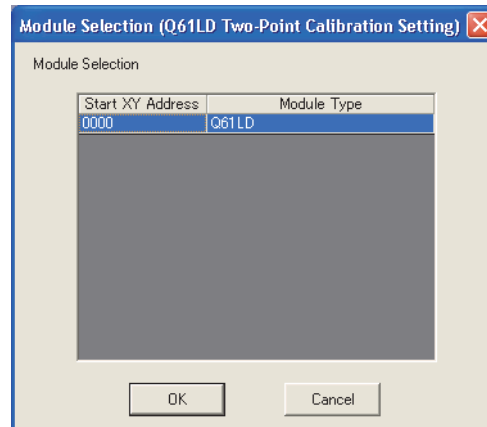 Module Selection (Q61LD Two-Point Calibration Setting)
Module Selection
Start XY Address Module Type
0000 Q61LD
OK Cancel